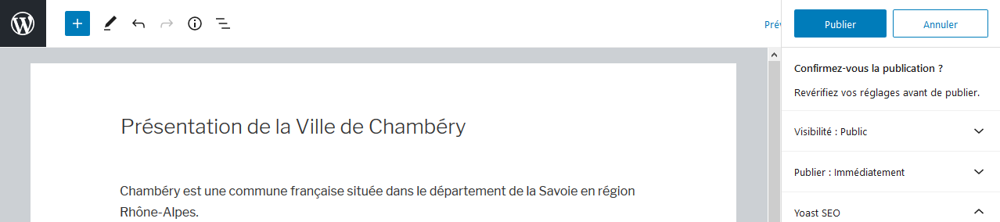 Prév
Publier
Annuler
Confirmez-vous la publication ?
Revérifiez vos réglages avant de publier.
Visibilité : Public
Publier : Immédiatement
Yoast SEO
Présentation de la Ville de Chambéry
Chambéry est une commune française située dans le département de la Savoie en région
Rhône-Alpes.